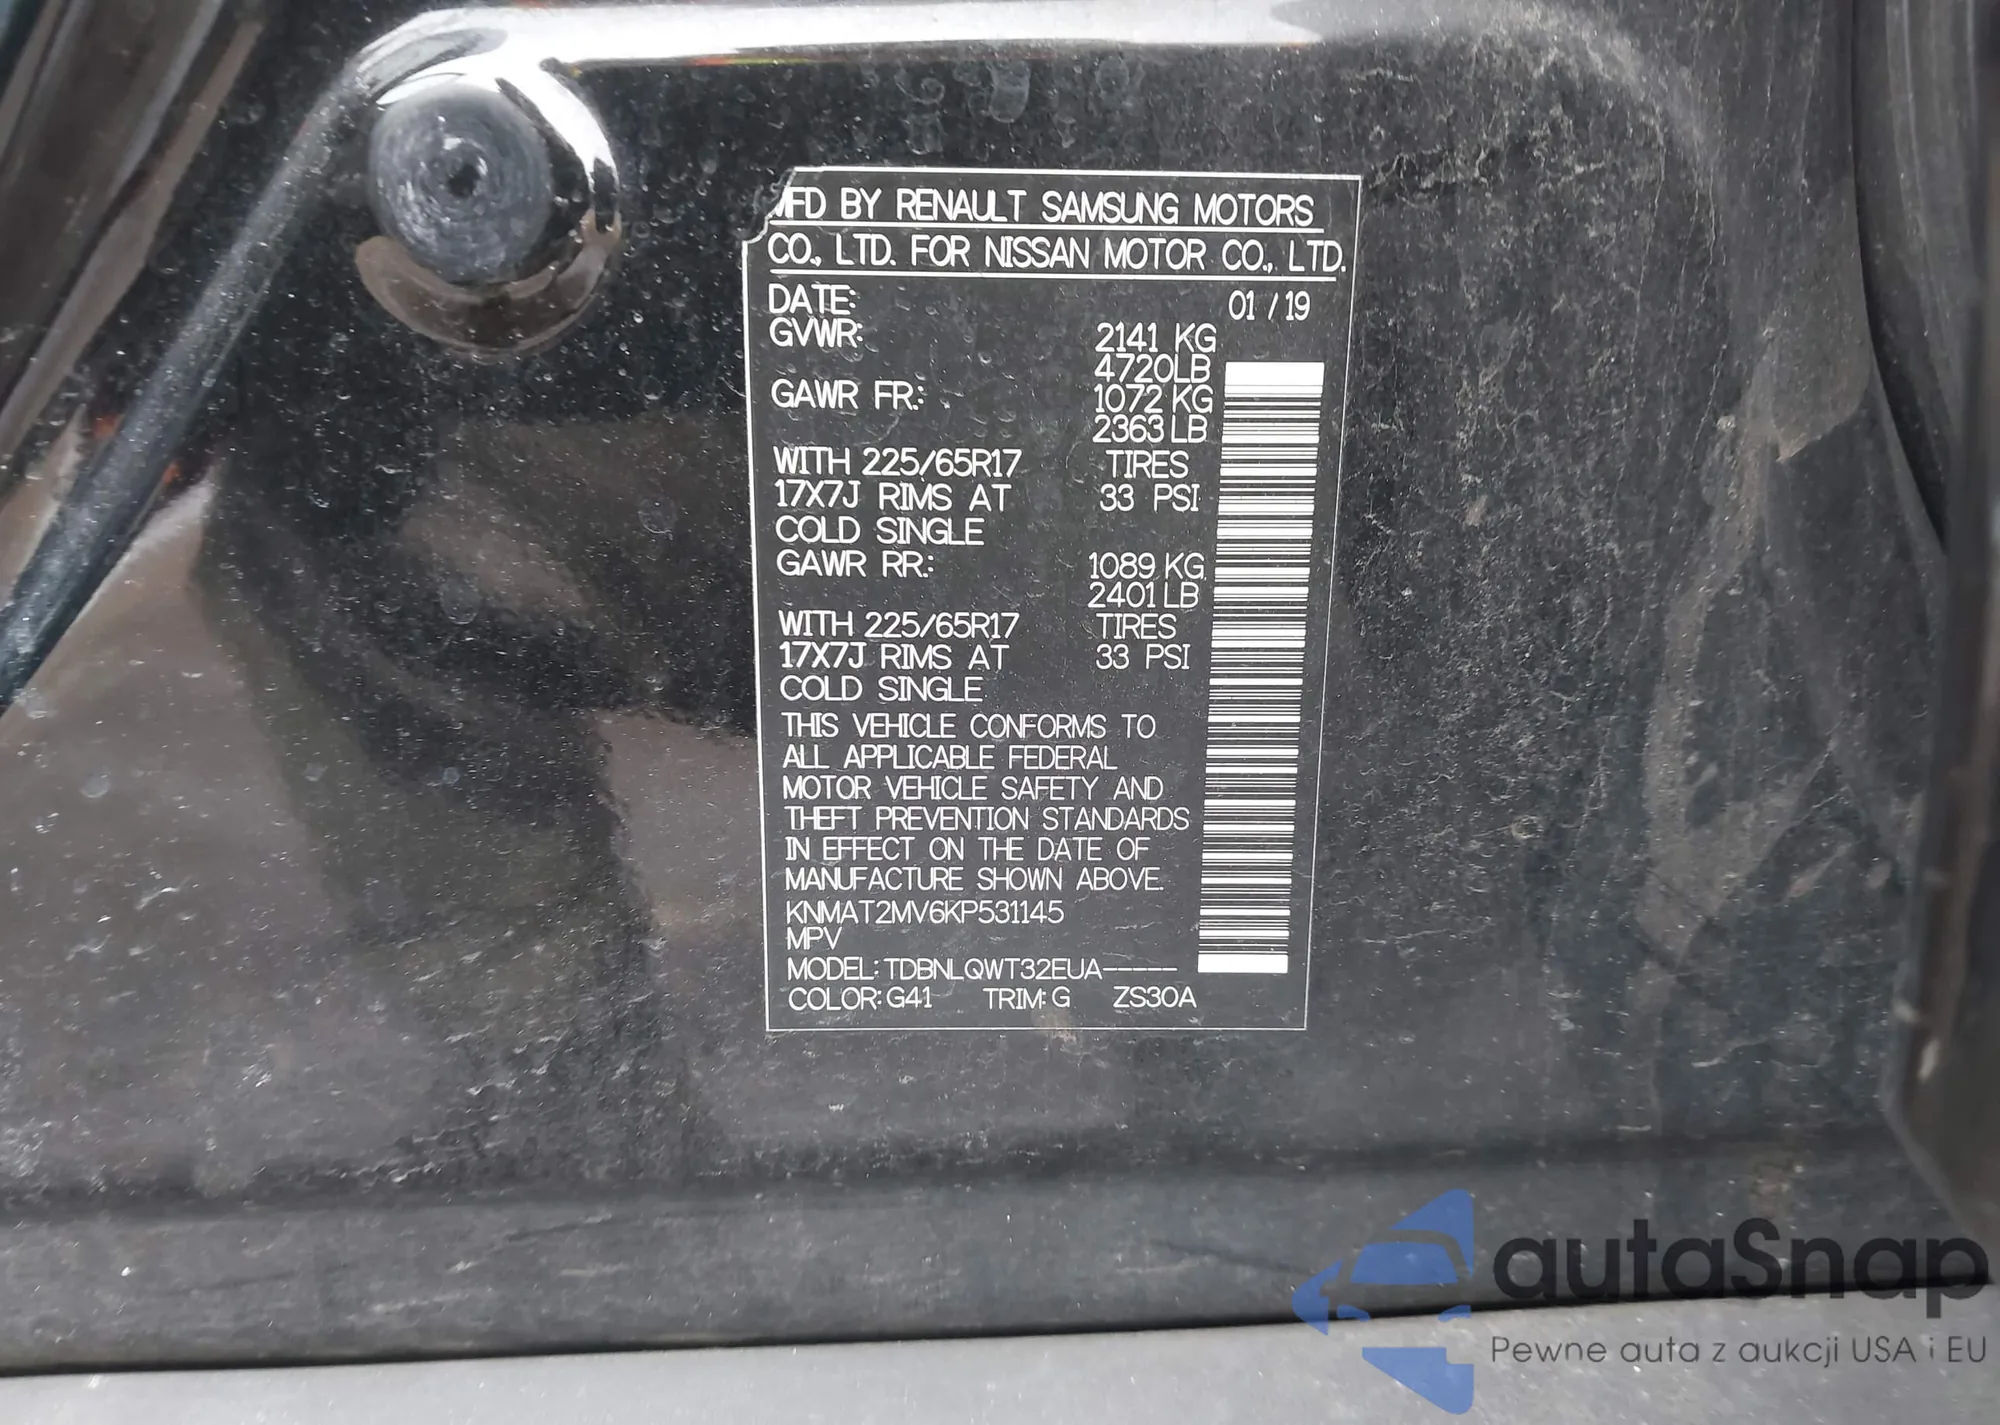 MFD BY RENAULT SAMSUNG MOTORS
CO., LTD. FOR NISSAN MOTOR CO., LTD.
DATE: 01 / 19
GVWR: 2141 KG
4720LB
GAWR FR.: 1072 KG
2363 LB
WITH 225/65R17 TIRES
17X7J RIMS AT 33 PSI
COLD SINGLE
GAWR RR.: 1089 KG
2401 LB
WITH 225/65R17 TIRES
17X7J RIMS AT 33 PSI
COLD SINGLE
THIS VEHICLE CONFORMS TO
ALL APPLICABLE FEDERAL
MOTOR VEHICLE SAFETY AND
THEFT PREVENTION STANDARDS
IN EFFECT ON THE DATE OF
MANUFACTURE SHOWN ABOVE.
KNMAT2MV6KP531145
MPV
MODEL: TDBNLQWT32EUA-----
COLOR: G41 TRIM: G ZS30A
autoSnap
Pewne auta z aukcji USA i EU